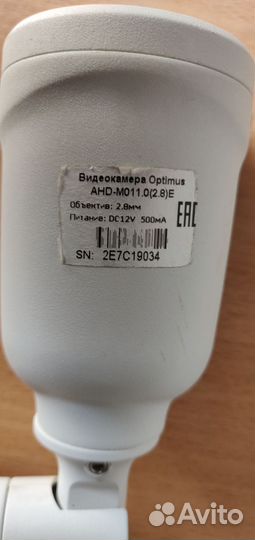 Видеокамера Optimus
AHD-M011.0(2.8)E
Объектив: 2.8мм
Питание: DC12V 500мА
EAC
SN: 2E7C19034
Avito